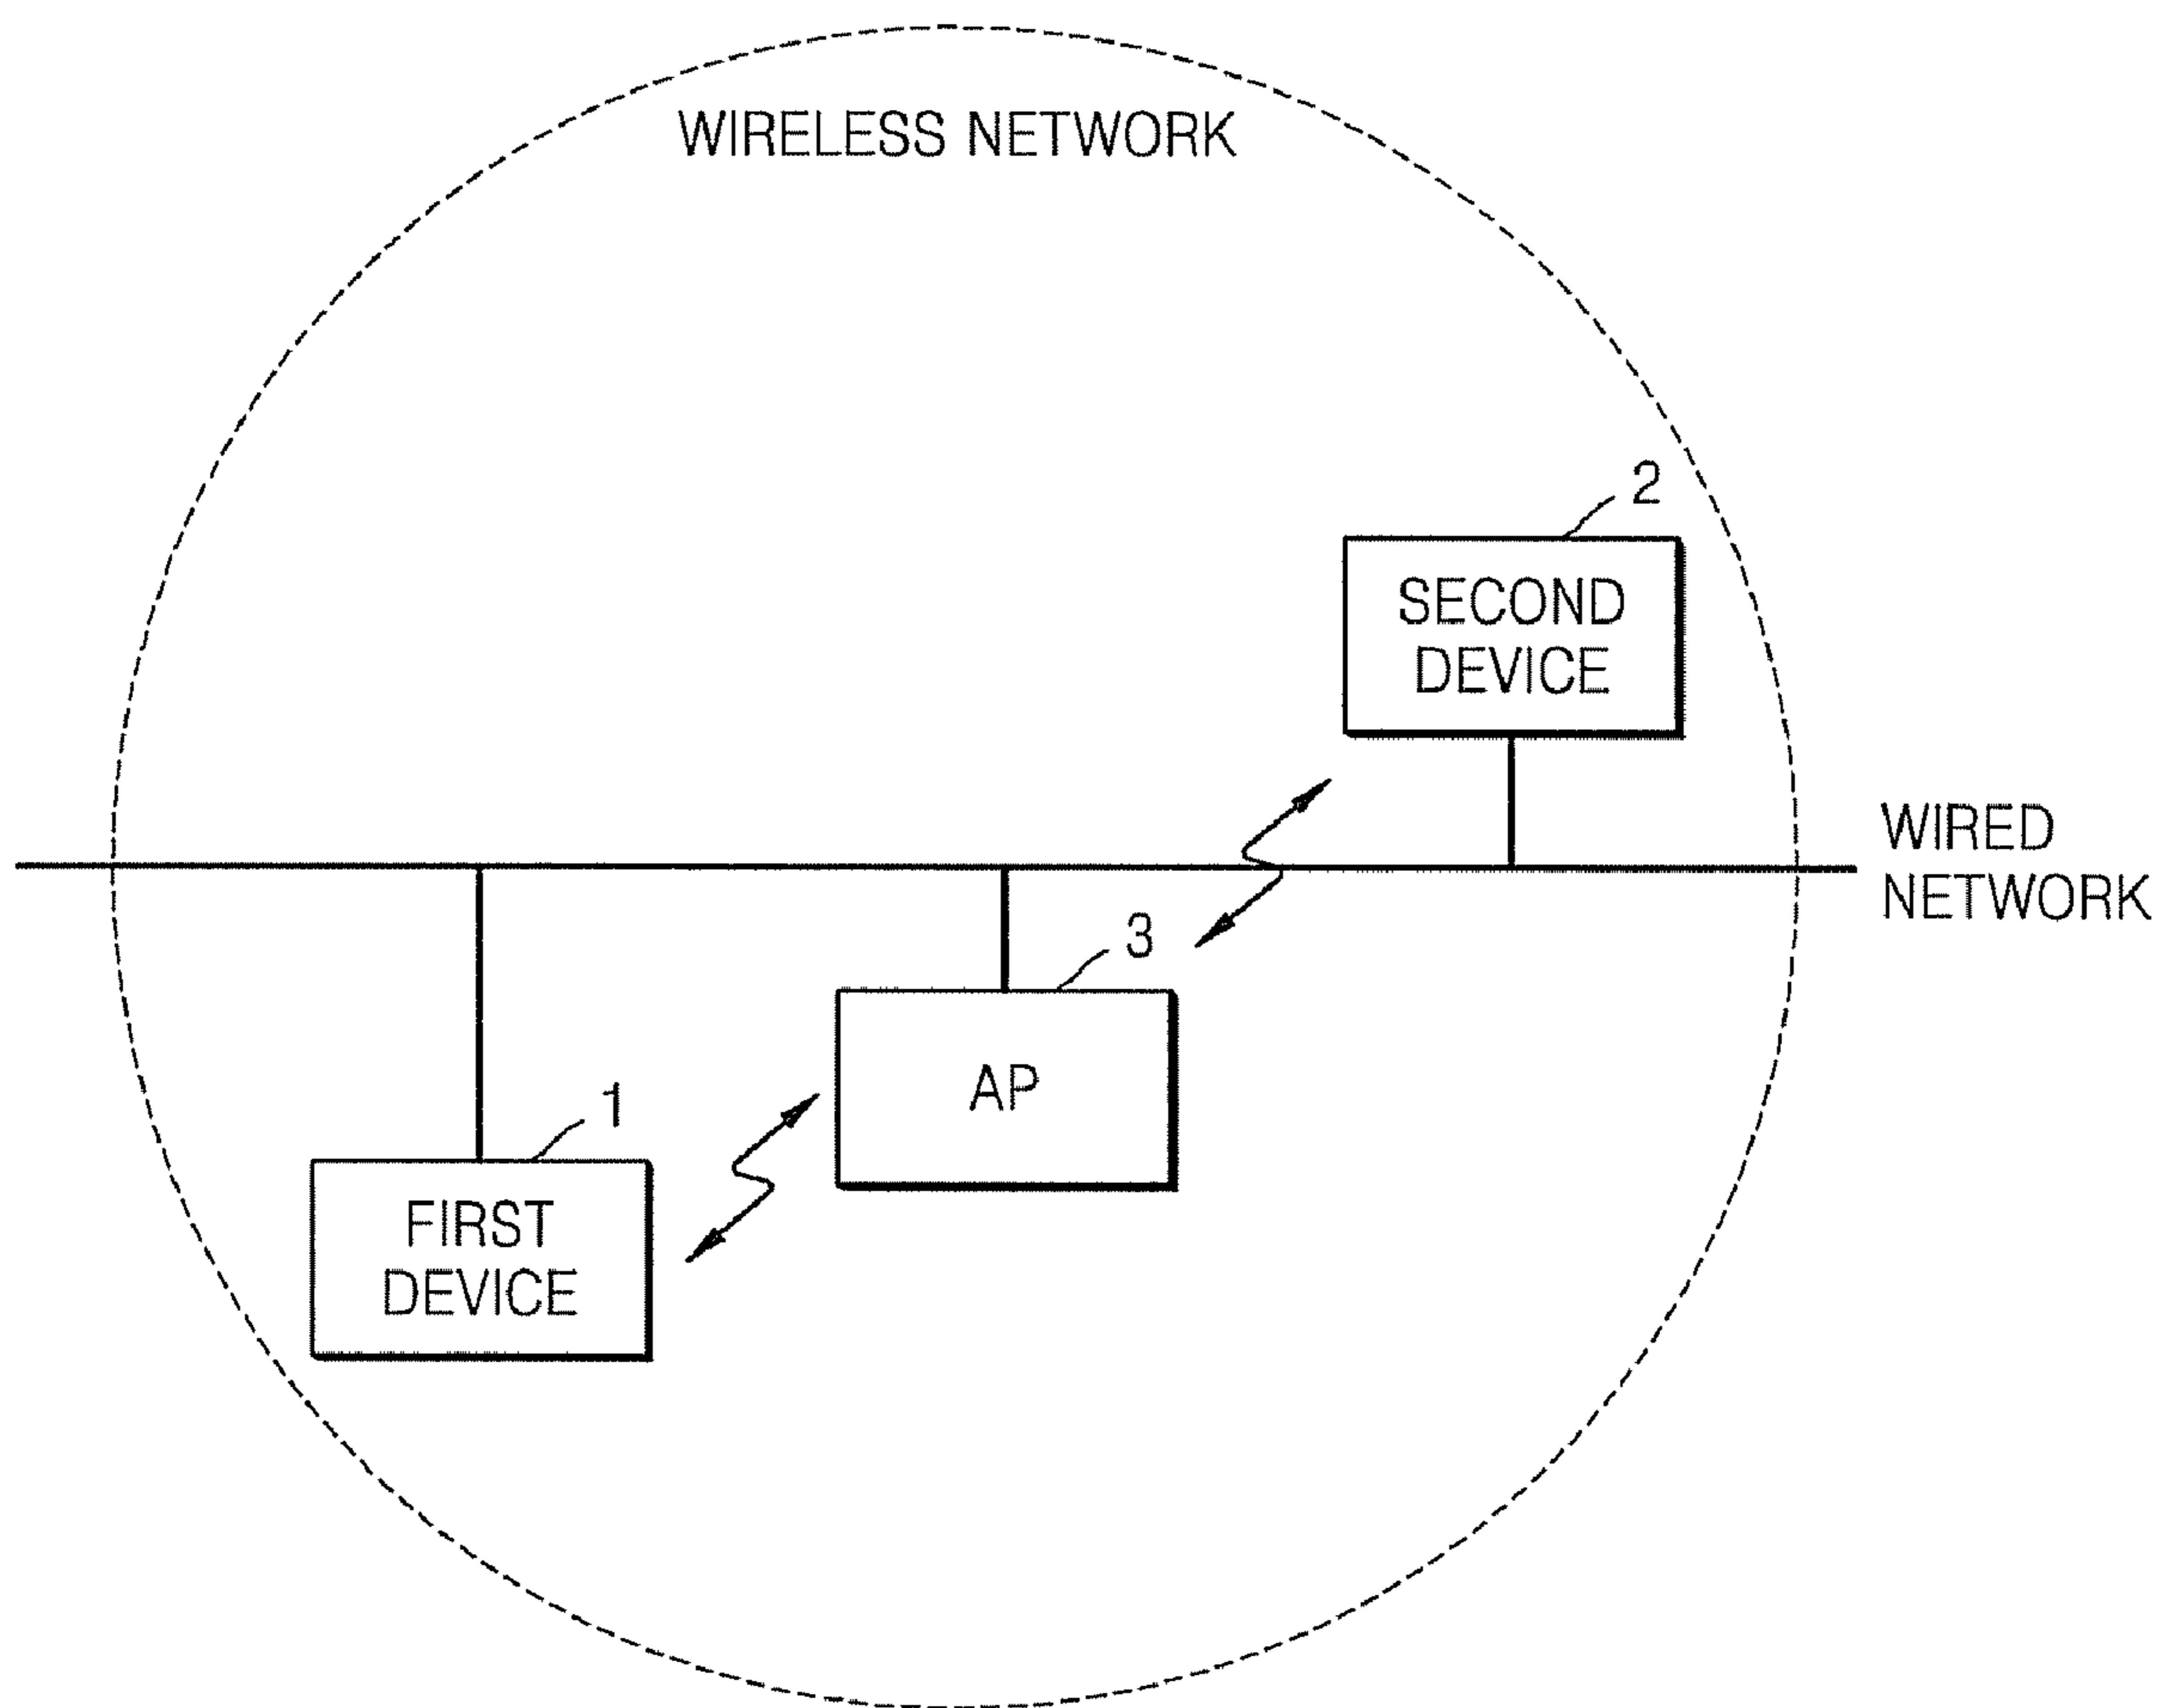 WIRELESS NETWORK
2
SECOND
DEVICE
WIRED
NETWORK
3
AP
1
FIRST
DEVICE